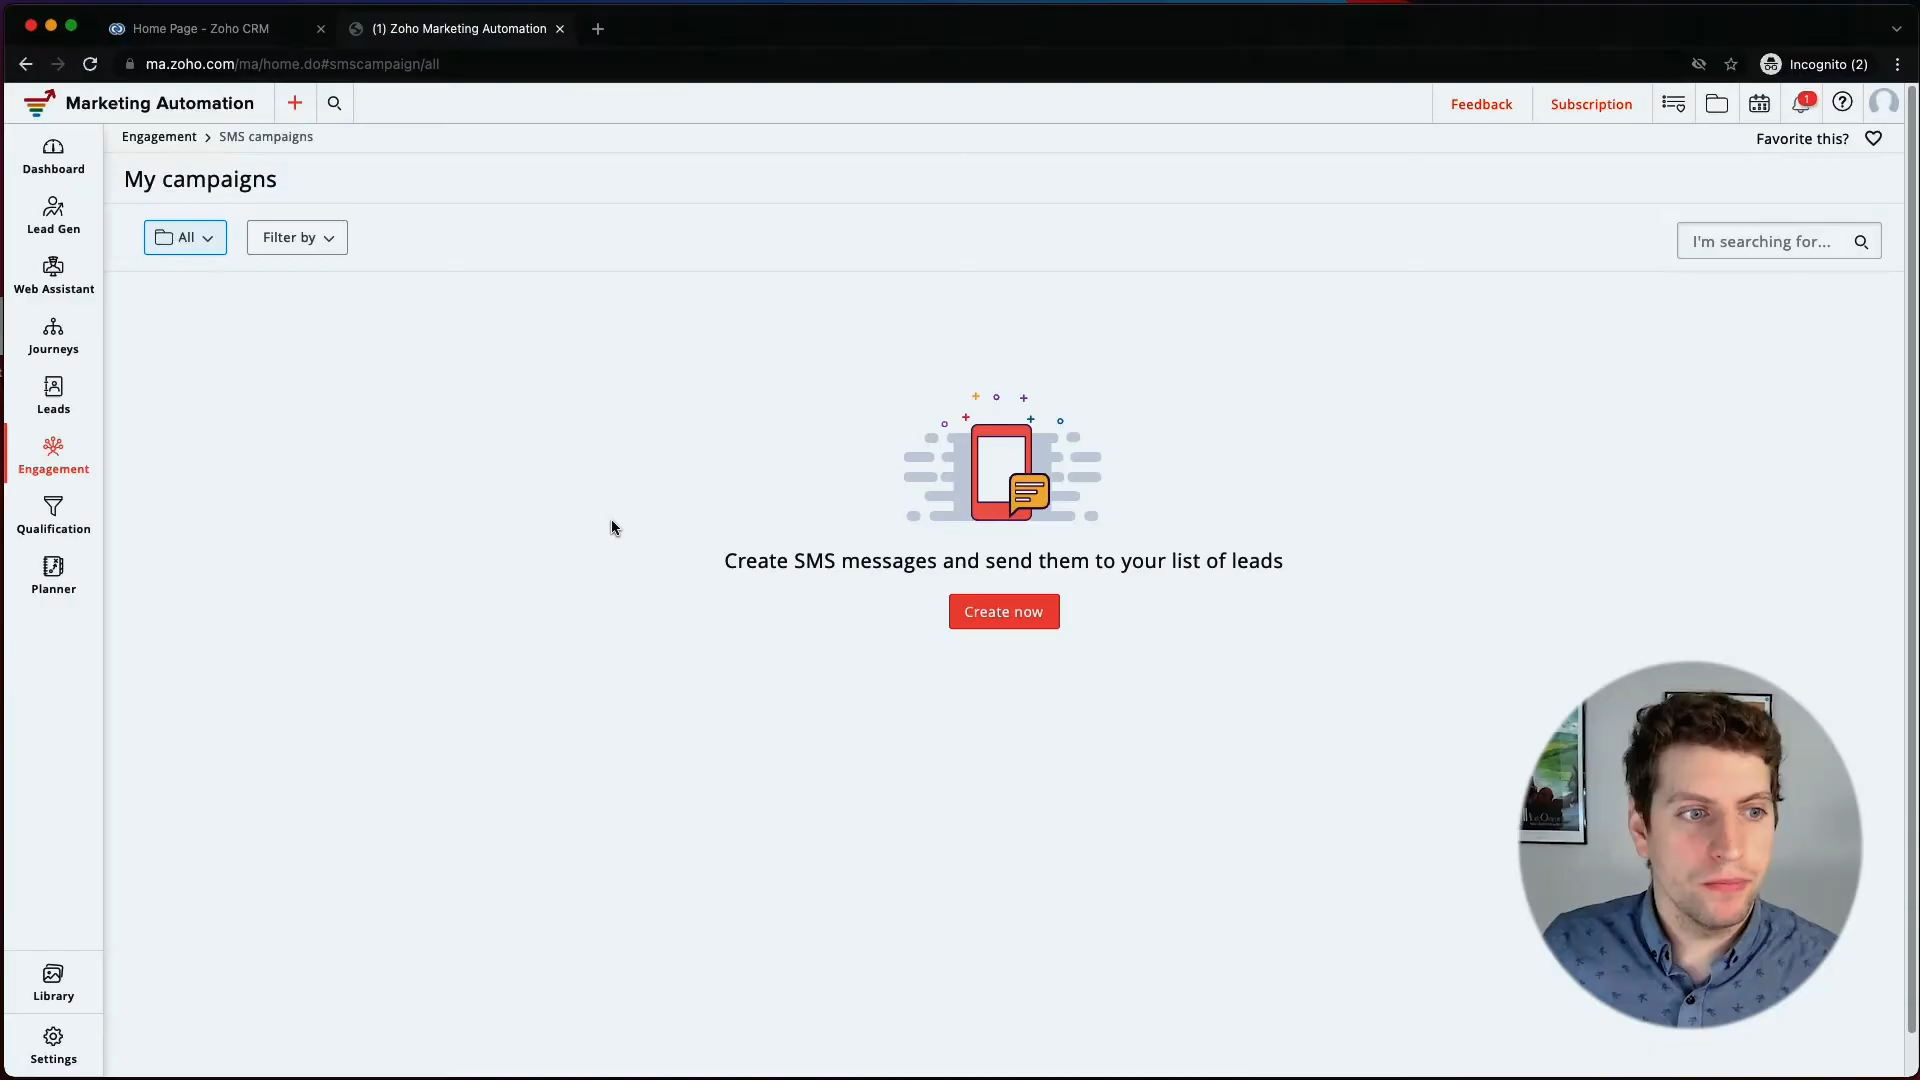 Home Page - Zoho CRM
(1) Zoho Marketing Automation
ma.zoho.com/ma/home.do#smscampaign/all
Incognito (2)
Marketing Automation
Feedback
Subscription
1
Engagement > SMS campaigns
Favorite this?
My campaigns
All
Filter by
I'm searching for...
Dashboard
Lead Gen
Web Assistant
Journeys
Leads
Engagement
Qualification
Planner
Create SMS messages and send them to your list of leads
Create now
Library
Settings